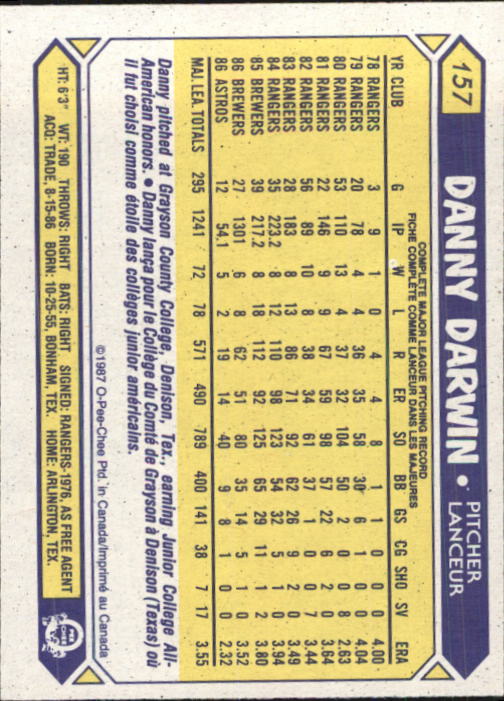 157
DANNY DARWIN • PITCHER
LANCEUR
COMPLETE MAJOR LEAGUE PITCHING RECORD
FICHE COMPLÈTE COMME LANCEUR DANS LES MAJEURES
YR CLUB G IP W L R ER SO BB GS CG SHO SV ERA
78 RANGERS 3 9 1 0 4 4 8 1 1 0 0 0 4.00
79 RANGERS 20 78 4 4 36 35 58 30 6 1 0 0 4.04
80 RANGERS 53 110 13 4 37 32 104 50 2 0 0 8 2.63
81 RANGERS 22 146 9 9 67 59 98 57 22 6 2 0 3.64
82 RANGERS 56 89 10 8 38 34 61 37 1 0 0 7 3.44
83 RANGERS 28 183 8 13 86 71 92 62 26 9 2 0 3.49
84 RANGERS 35 223.2 8 12 110 98 123 54 32 5 1 0 3.94
85 BREWERS 39 217.2 8 18 112 92 125 65 29 11 1 2 3.80
86 BREWERS 27 130.1 6 8 62 51 80 35 14 5 1 0 3.52
86 ASTROS 12 54.1 5 2 19 14 40 9 8 1 0 0 2.32
MAJ. LEA. TOTALS 295 1241 72 78 571 490 789 400 141 38 7 17 3.55
Danny pitched at Grayson County College, Denison, Tex., earning Junior College All-
American honors. • Danny lança pour le Collège du Comté de Grayson à Denison (Texas) où
il fut choisi comme étoile des collèges junior américains.
©1987 O-Pee-Chee Ptd. in Canada/Imprimé au Canada
HT: 6'3" WT: 190 THROWS: RIGHT BATS: RIGHT SIGNED: RANGERS-1976, AS FREE AGENT
ACQ: TRADE, 8-15-86 BORN: 10-25-55, BONHAM, TEX. HOME: ARLINGTON, TEX.
O PEE CHEE